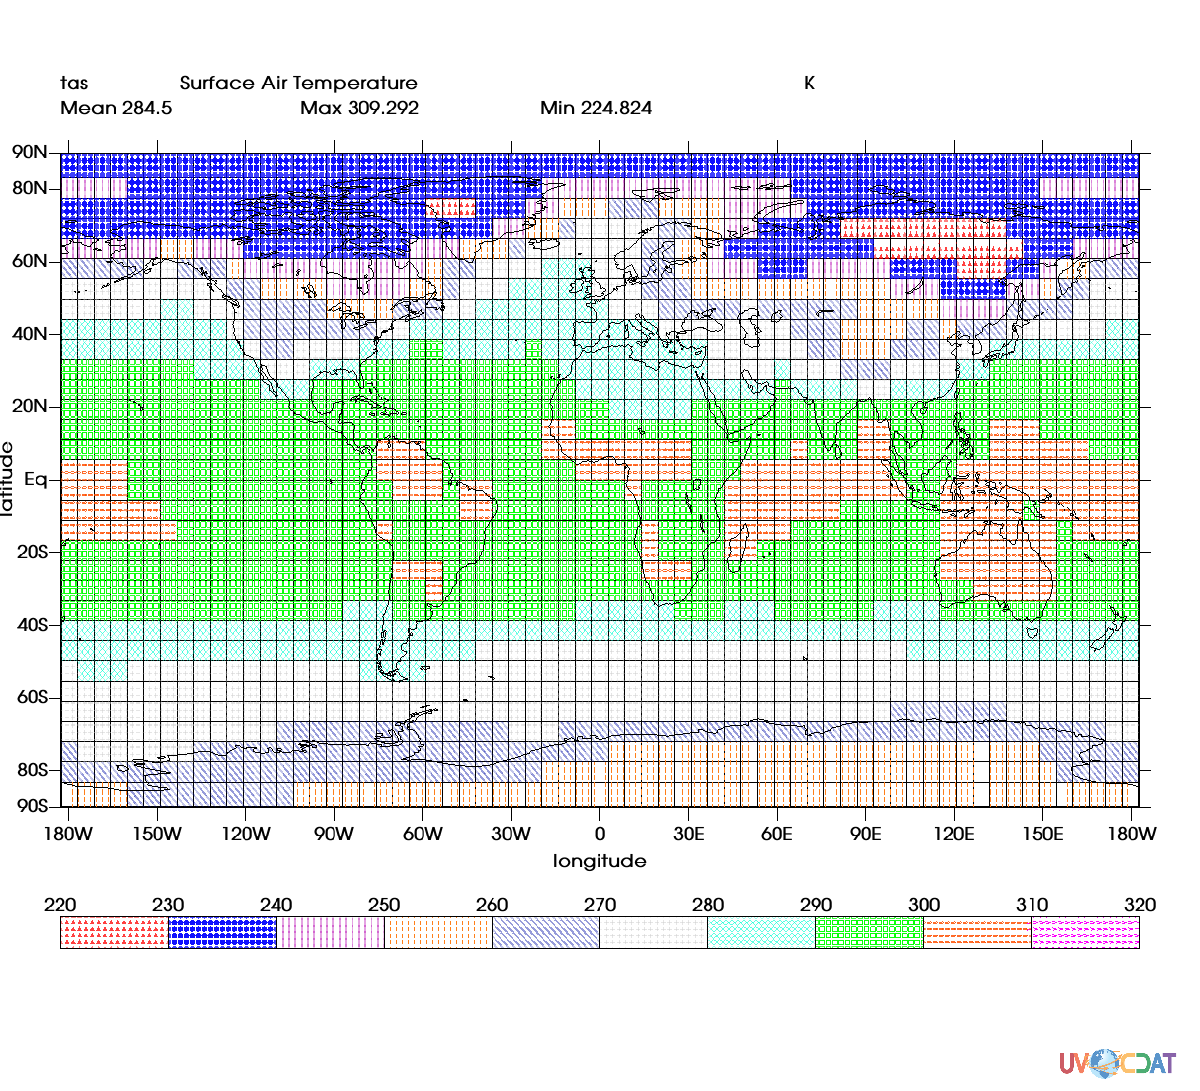 tas Surface Air Temperature K
Mean 284.5 Max 309.292 Min 224.824
90N
80N
60N
40N
20N
Eq
20S
40S
60S
80S
90S
latitude
180W 150W 120W 90W 60W 30W 0 30E 60E 90E 120E 150E 180W
longitude
220 230 240 250 260 270 280 290 300 310 320
UV CDAT